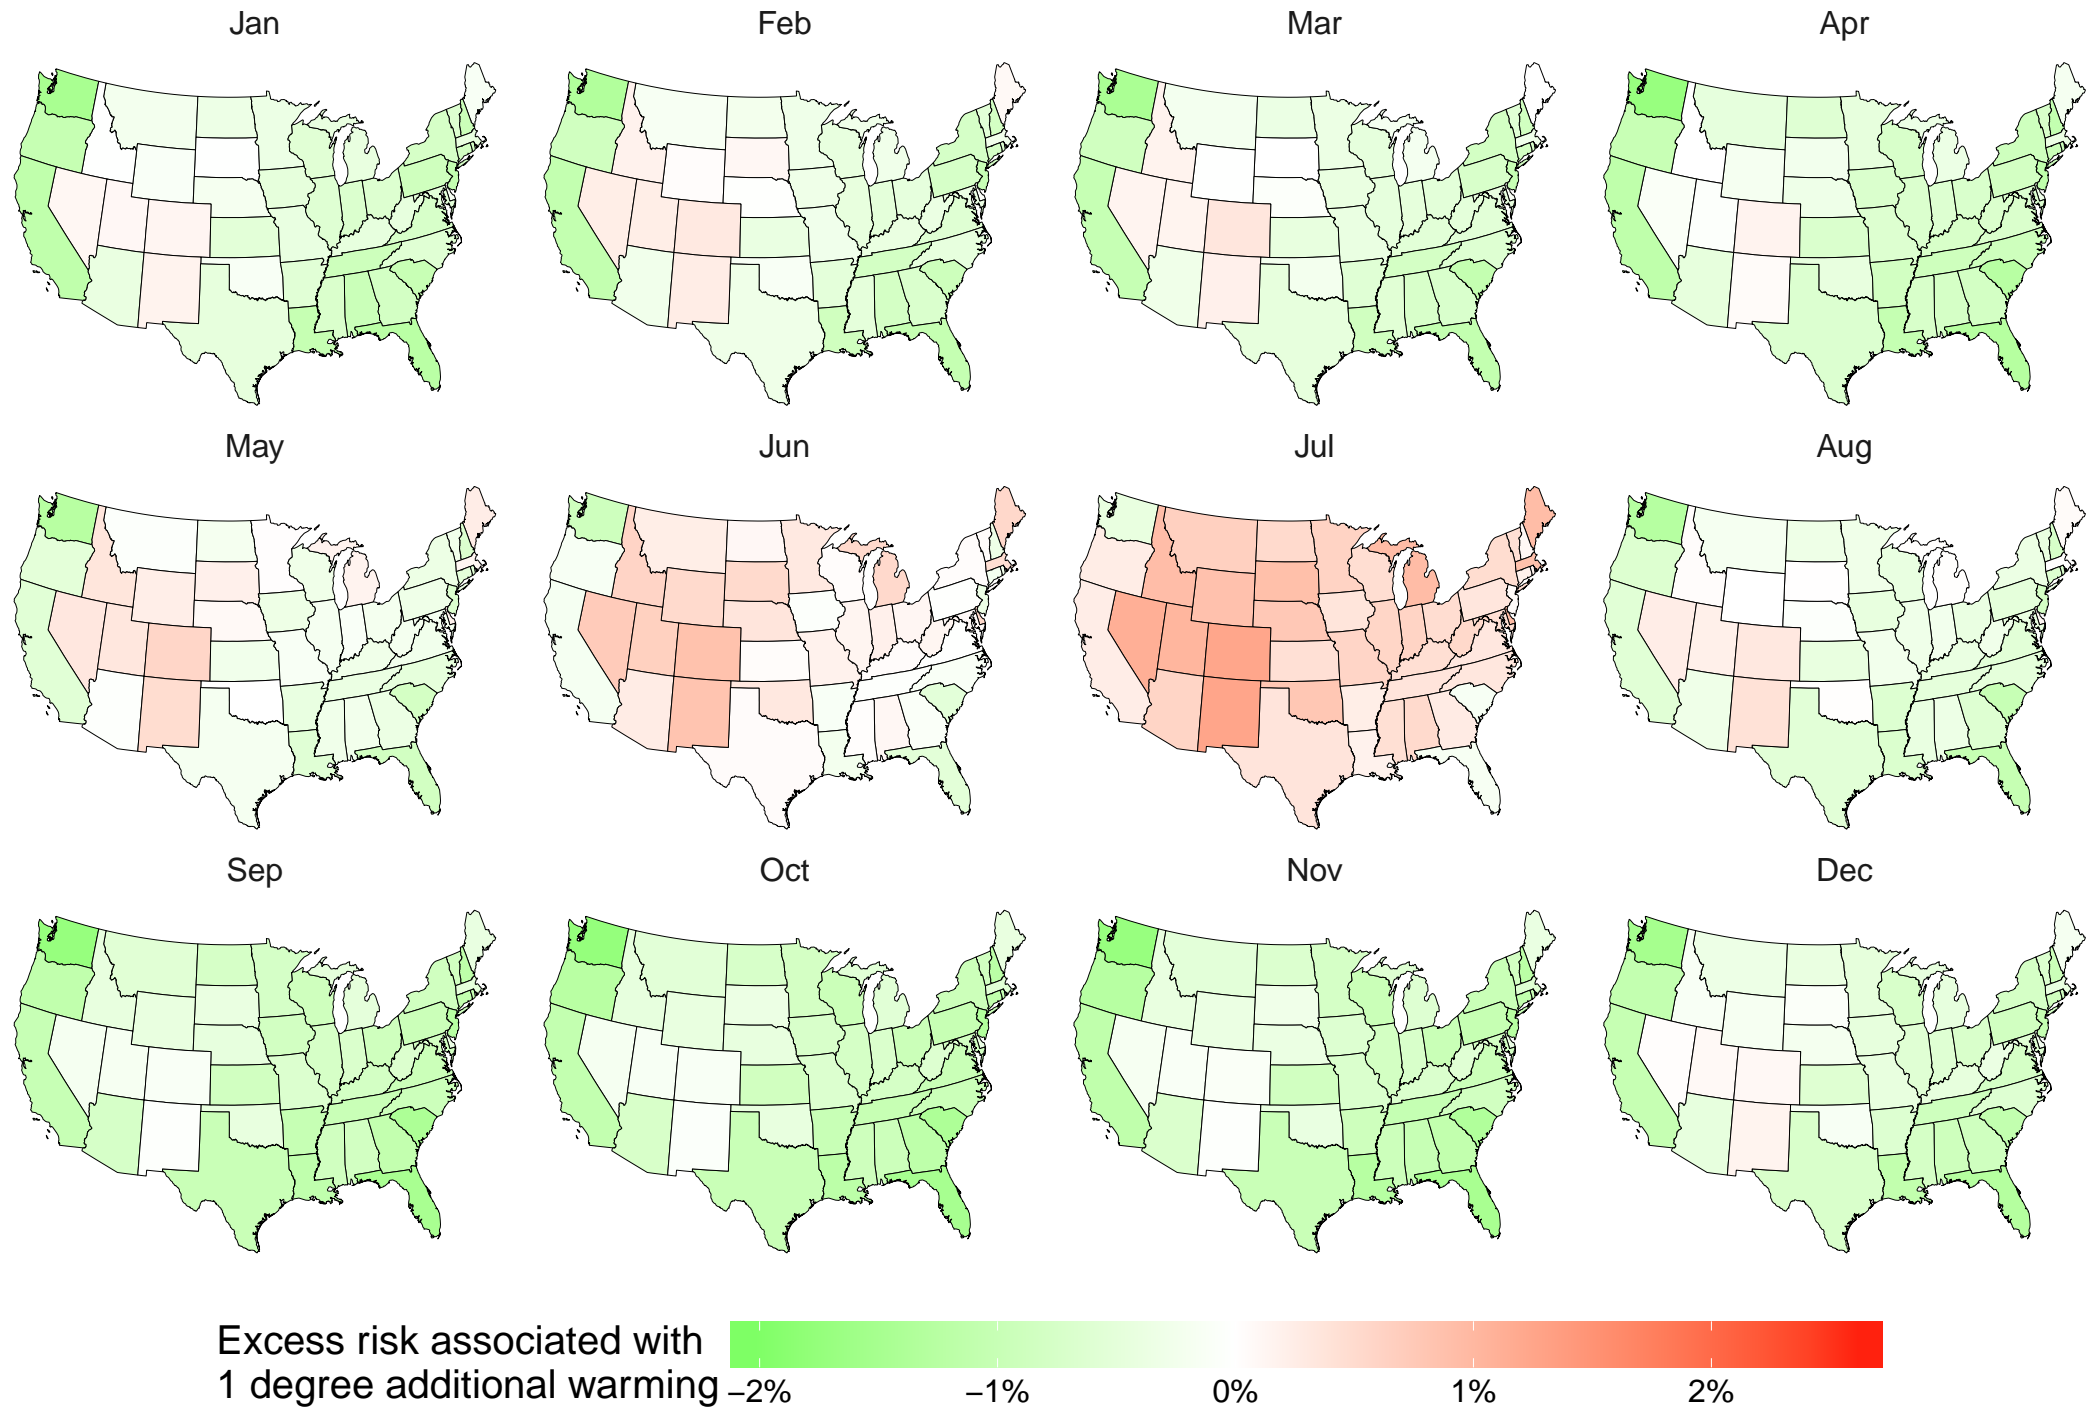 Jan
Feb
Mar
Apr
May
Jun
Jul
Aug
Sep
Oct
Nov
Dec
Excess risk associated with
1 degree additional warming
−2%
−1%
0%
1%
2%